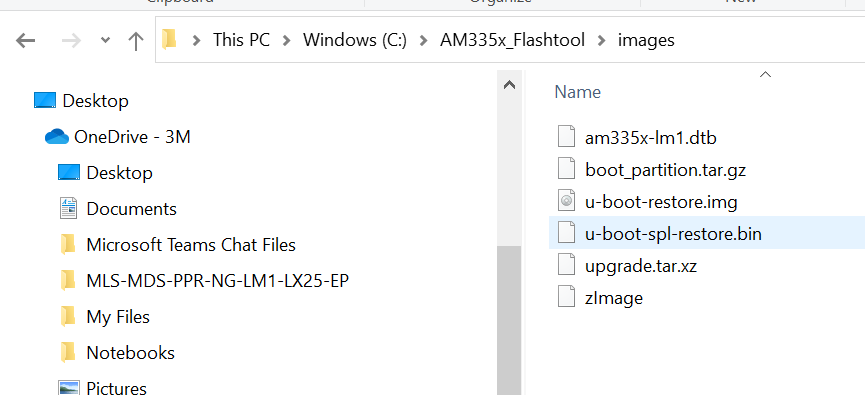 Clipboard
Organize
New
This PC > Windows (C:) > AM335x_Flashtool > images
Desktop
OneDrive - 3M
Desktop
Documents
Microsoft Teams Chat Files
MLS-MDS-PPR-NG-LM1-LX25-EP
My Files
Notebooks
Pictures
Name
am335x-lm1.dtb
boot_partition.tar.gz
u-boot-restore.img
u-boot-spl-restore.bin
upgrade.tar.xz
zImage